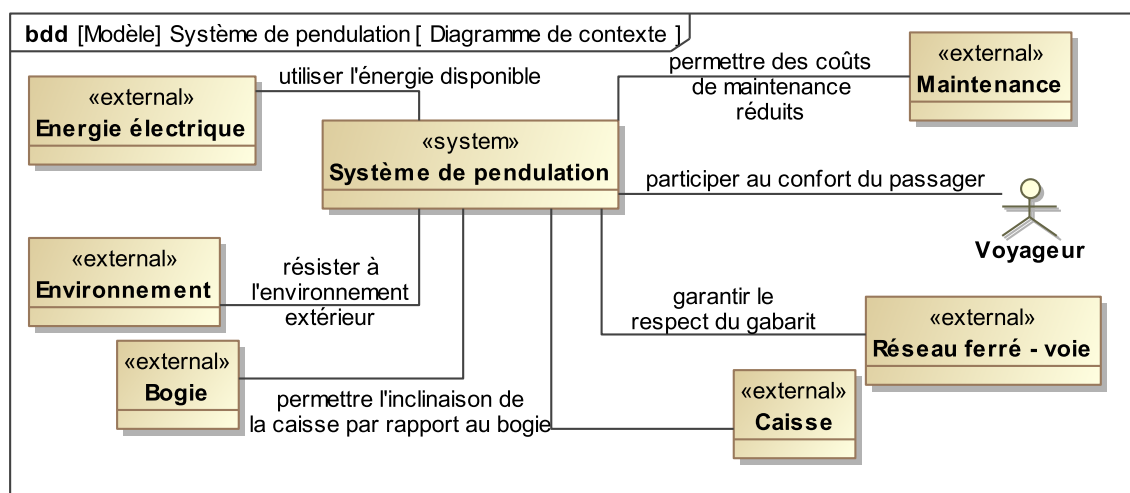 bdd [Modèle] Système de pendulation [ Diagramme de contexte ]
«external»
Energie électrique
utiliser l'énergie disponible
«system»
Système de pendulation
permettre des coûts
de maintenance
réduits
«external»
Maintenance
participer au confort du passager
Voyageur
«external»
Environnement
résister à
l'environnement
extérieur
garantir le
respect du gabarit
«external»
Réseau ferré - voie
«external»
Bogie
permettre l'inclinaison de
la caisse par rapport au bogie
«external»
Caisse